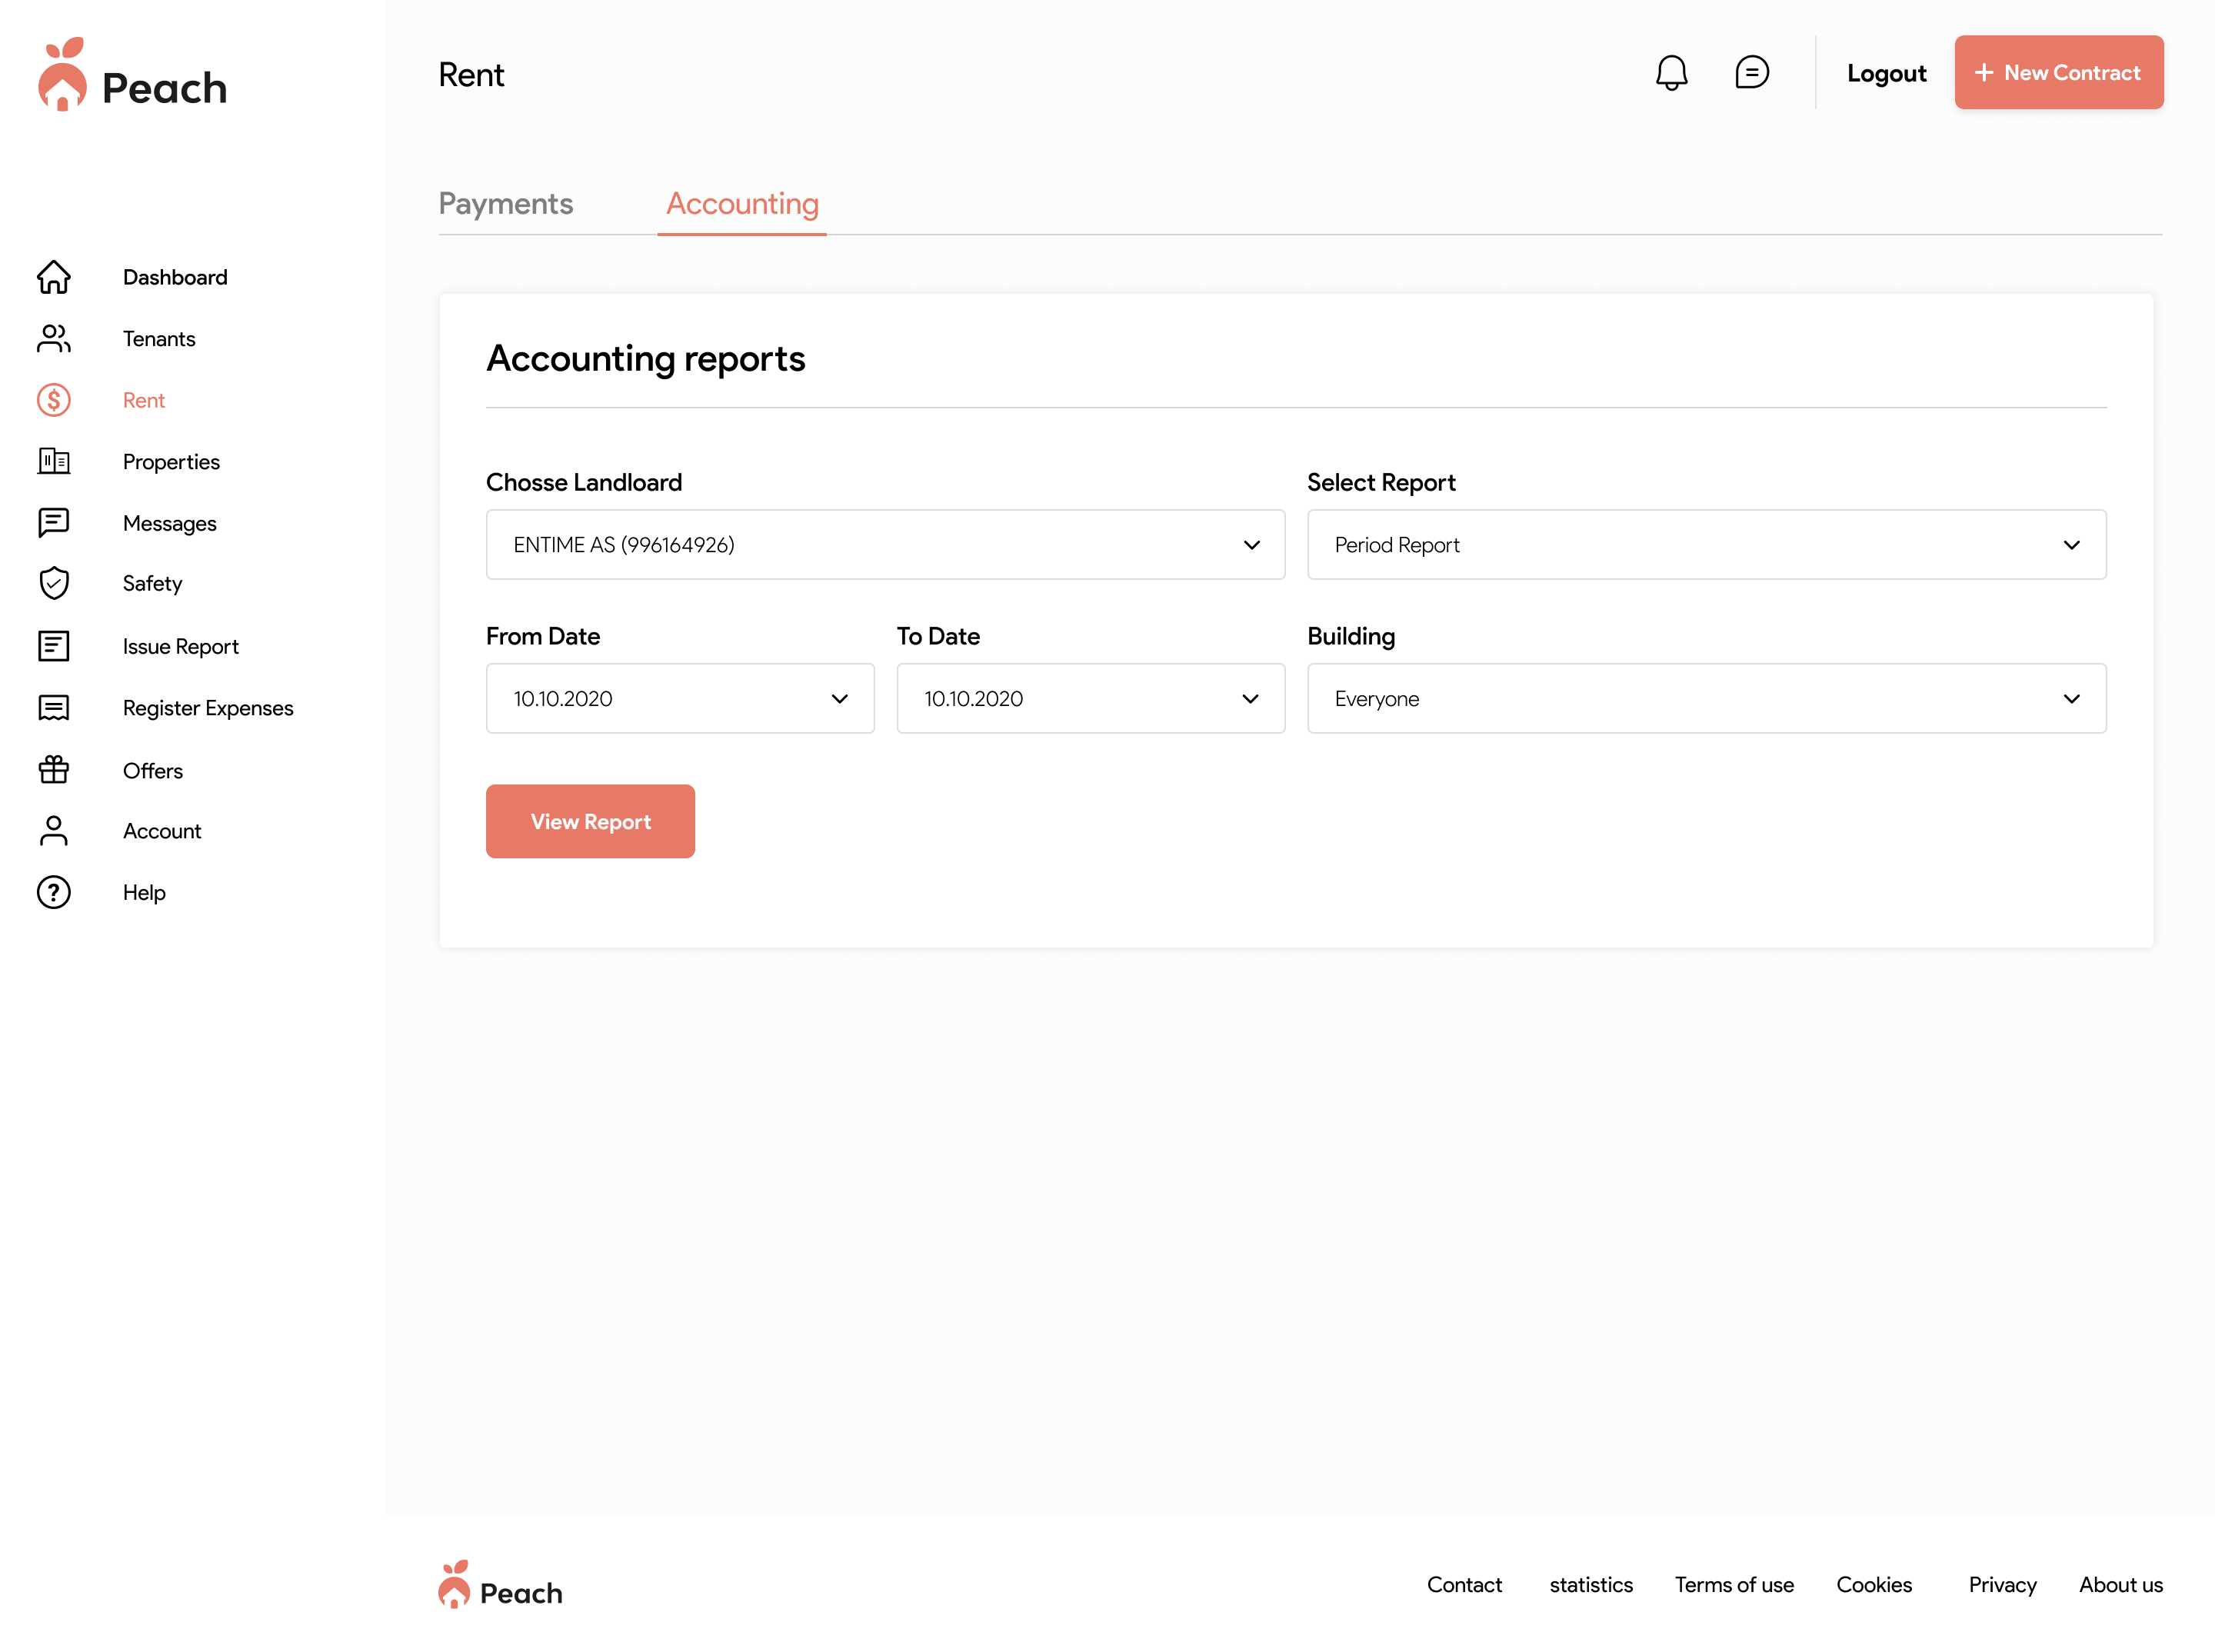 Peach
Rent
Logout
+ New Contract
Payments
Accounting
Dashboard
Tenants
Rent
Properties
Messages
Safety
Issue Report
Register Expenses
Offers
Account
Help
Accounting reports
Chosse Landloard
Select Report
ENTIME AS (996164926)
Period Report
From Date
To Date
Building
10.10.2020
10.10.2020
Everyone
View Report
Peach
Contact
statistics
Terms of use
Cookies
Privacy
About us